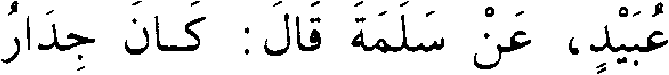 عُبَيْدٍ، عَنْ سَلَمَةَ قَالَ: كَانَ جِدَارُ